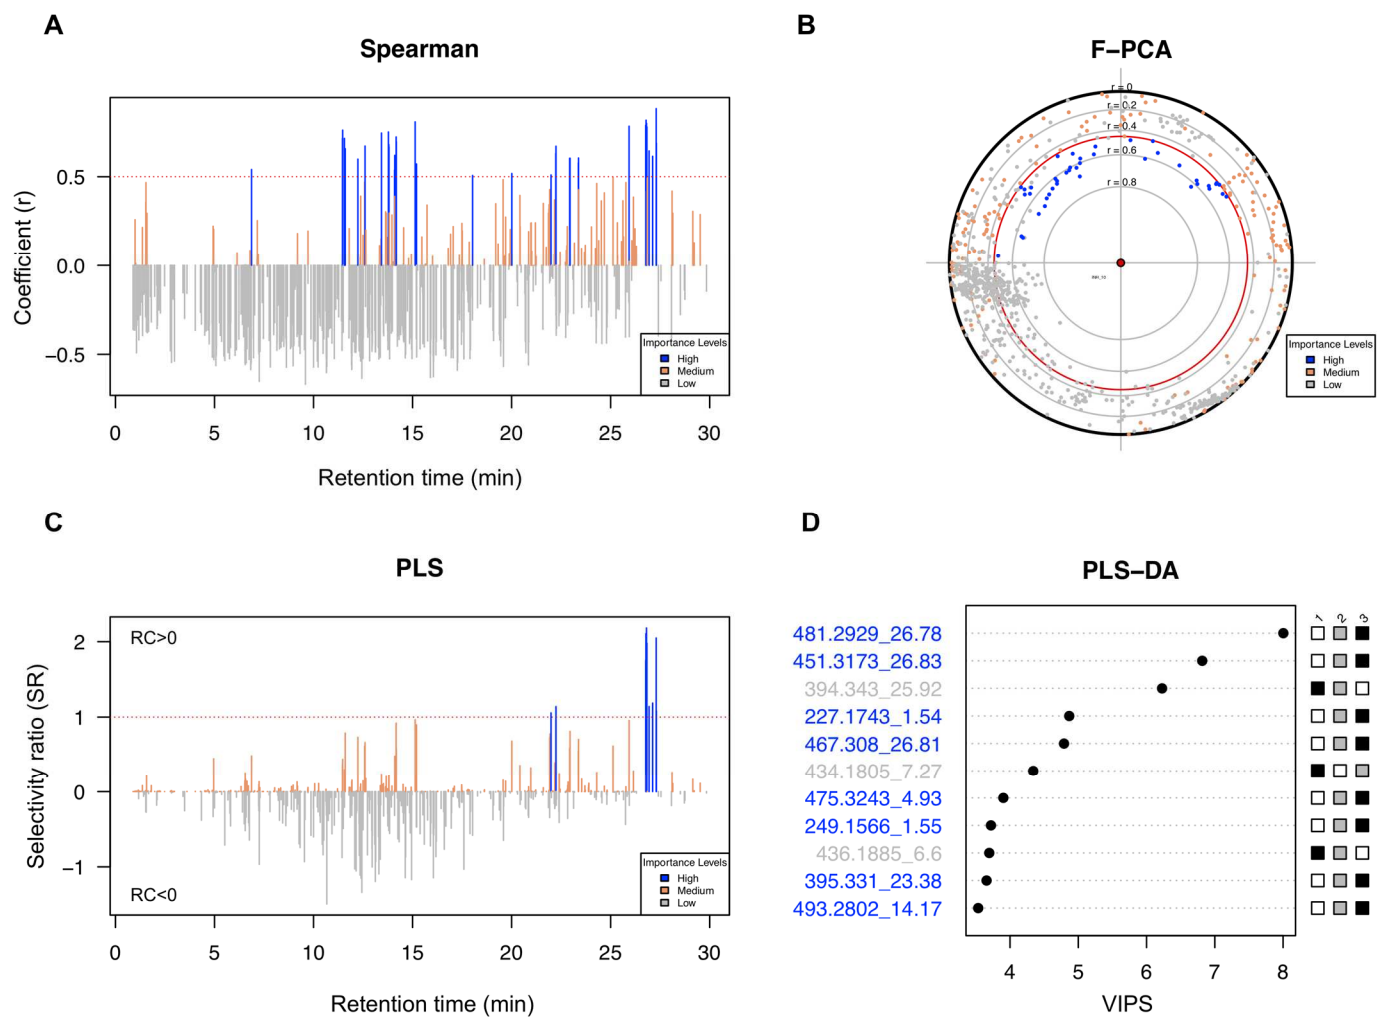 A
Spearman
Coefficient (r)
0.5
0.0
−0.5
0 5 10 15 20 25 30
Retention time (min)
Importance Levels
High
Medium
Low
B
F−PCA
r = 0
r = 0.2
r = 0.4
r = 0.6
r = 0.8
Importance Levels
High
Medium
Low
C
PLS
Selectivity ratio (SR)
RC>0
2
1
0
−1
RC<0
0 5 10 15 20 25 30
Retention time (min)
Importance Levels
High
Medium
Low
D
PLS−DA
1 2 3
481.2929_26.78
451.3173_26.83
394.343_25.92
227.1743_1.54
467.308_26.81
434.1805_7.27
475.3243_4.93
249.1566_1.55
436.1885_6.6
395.331_23.38
493.2802_14.17
4 5 6 7 8
VIPS